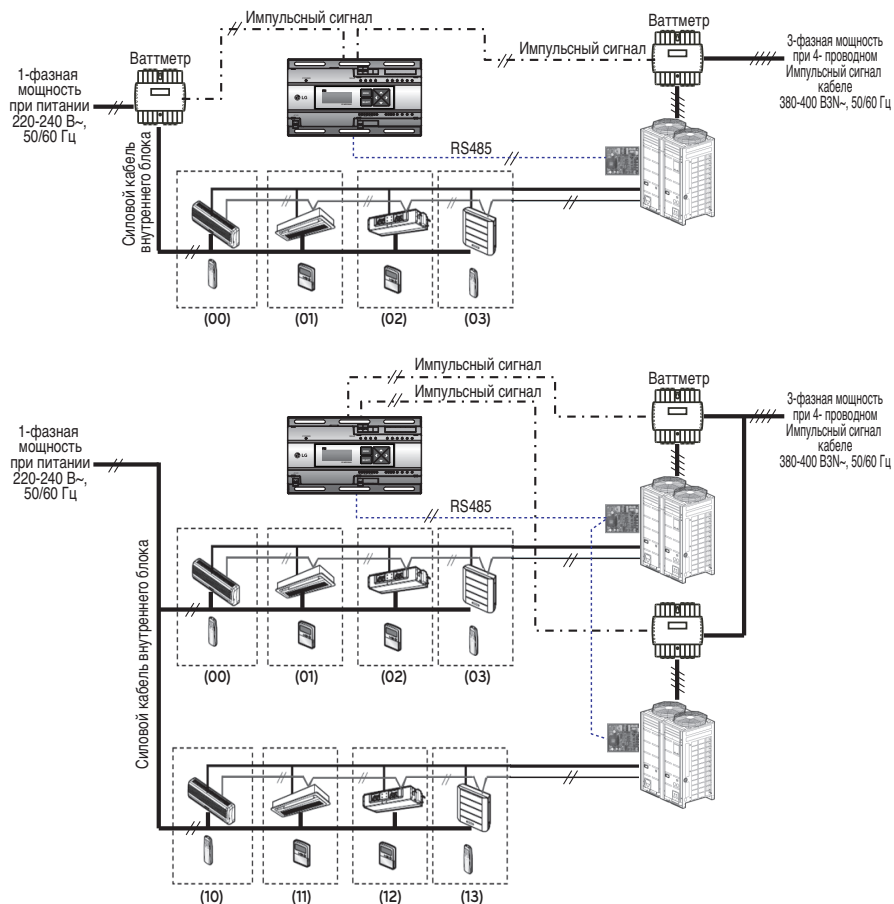 Импульсный сигнал
Ваттметр
1-фазная
мощность
при питании
220-240 В~,
50/60 Гц
LG
Импульсный сигнал
Ваттметр
3-фазная мощность
при 4- проводном
Импульсный сигнал
кабеле
380-400 В3N~, 50/60 Гц
RS485
Силовой кабель
внутреннего блока
(00)
(01)
(02)
(03)
Импульсный сигнал
Импульсный сигнал
Ваттметр
3-фазная мощность
при 4- проводном
Импульсный сигнал
кабеле
380-400 В3N~, 50/60 Гц
1-фазная
мощность
при питании
220-240 В~,
50/60 Гц
LG
RS485
Силовой кабель внутреннего блока
(00)
(01)
(02)
(03)
(10)
(11)
(12)
(13)